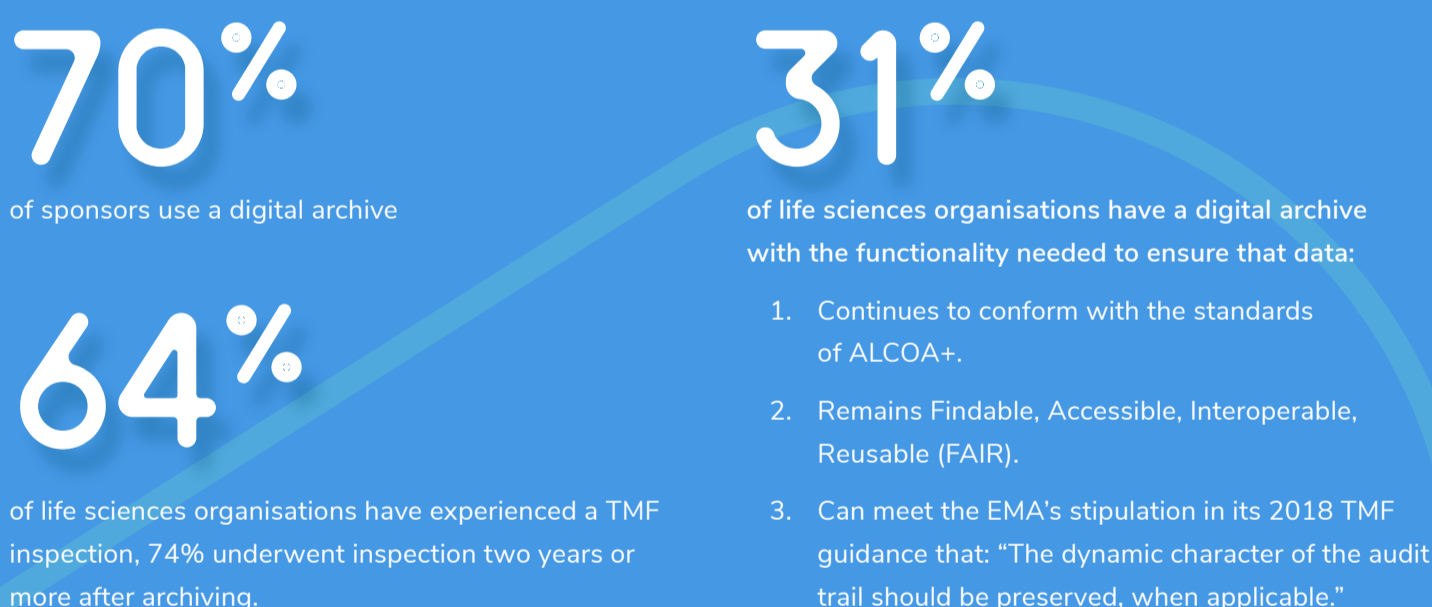 70%
of sponsors use a digital archive
64%
of life sciences organisations have experienced a TMF
inspection, 74% underwent inspection two years or
more after archiving.
31%
of life sciences organisations have a digital archive
with the functionality needed to ensure that data:
1. Continues to conform with the standards
of ALCOA+.
2. Remains Findable, Accessible, Interoperable,
Reusable (FAIR).
3. Can meet the EMA’s stipulation in its 2018 TMF
guidance that: “The dynamic character of the audit
trail should be preserved, when applicable.”